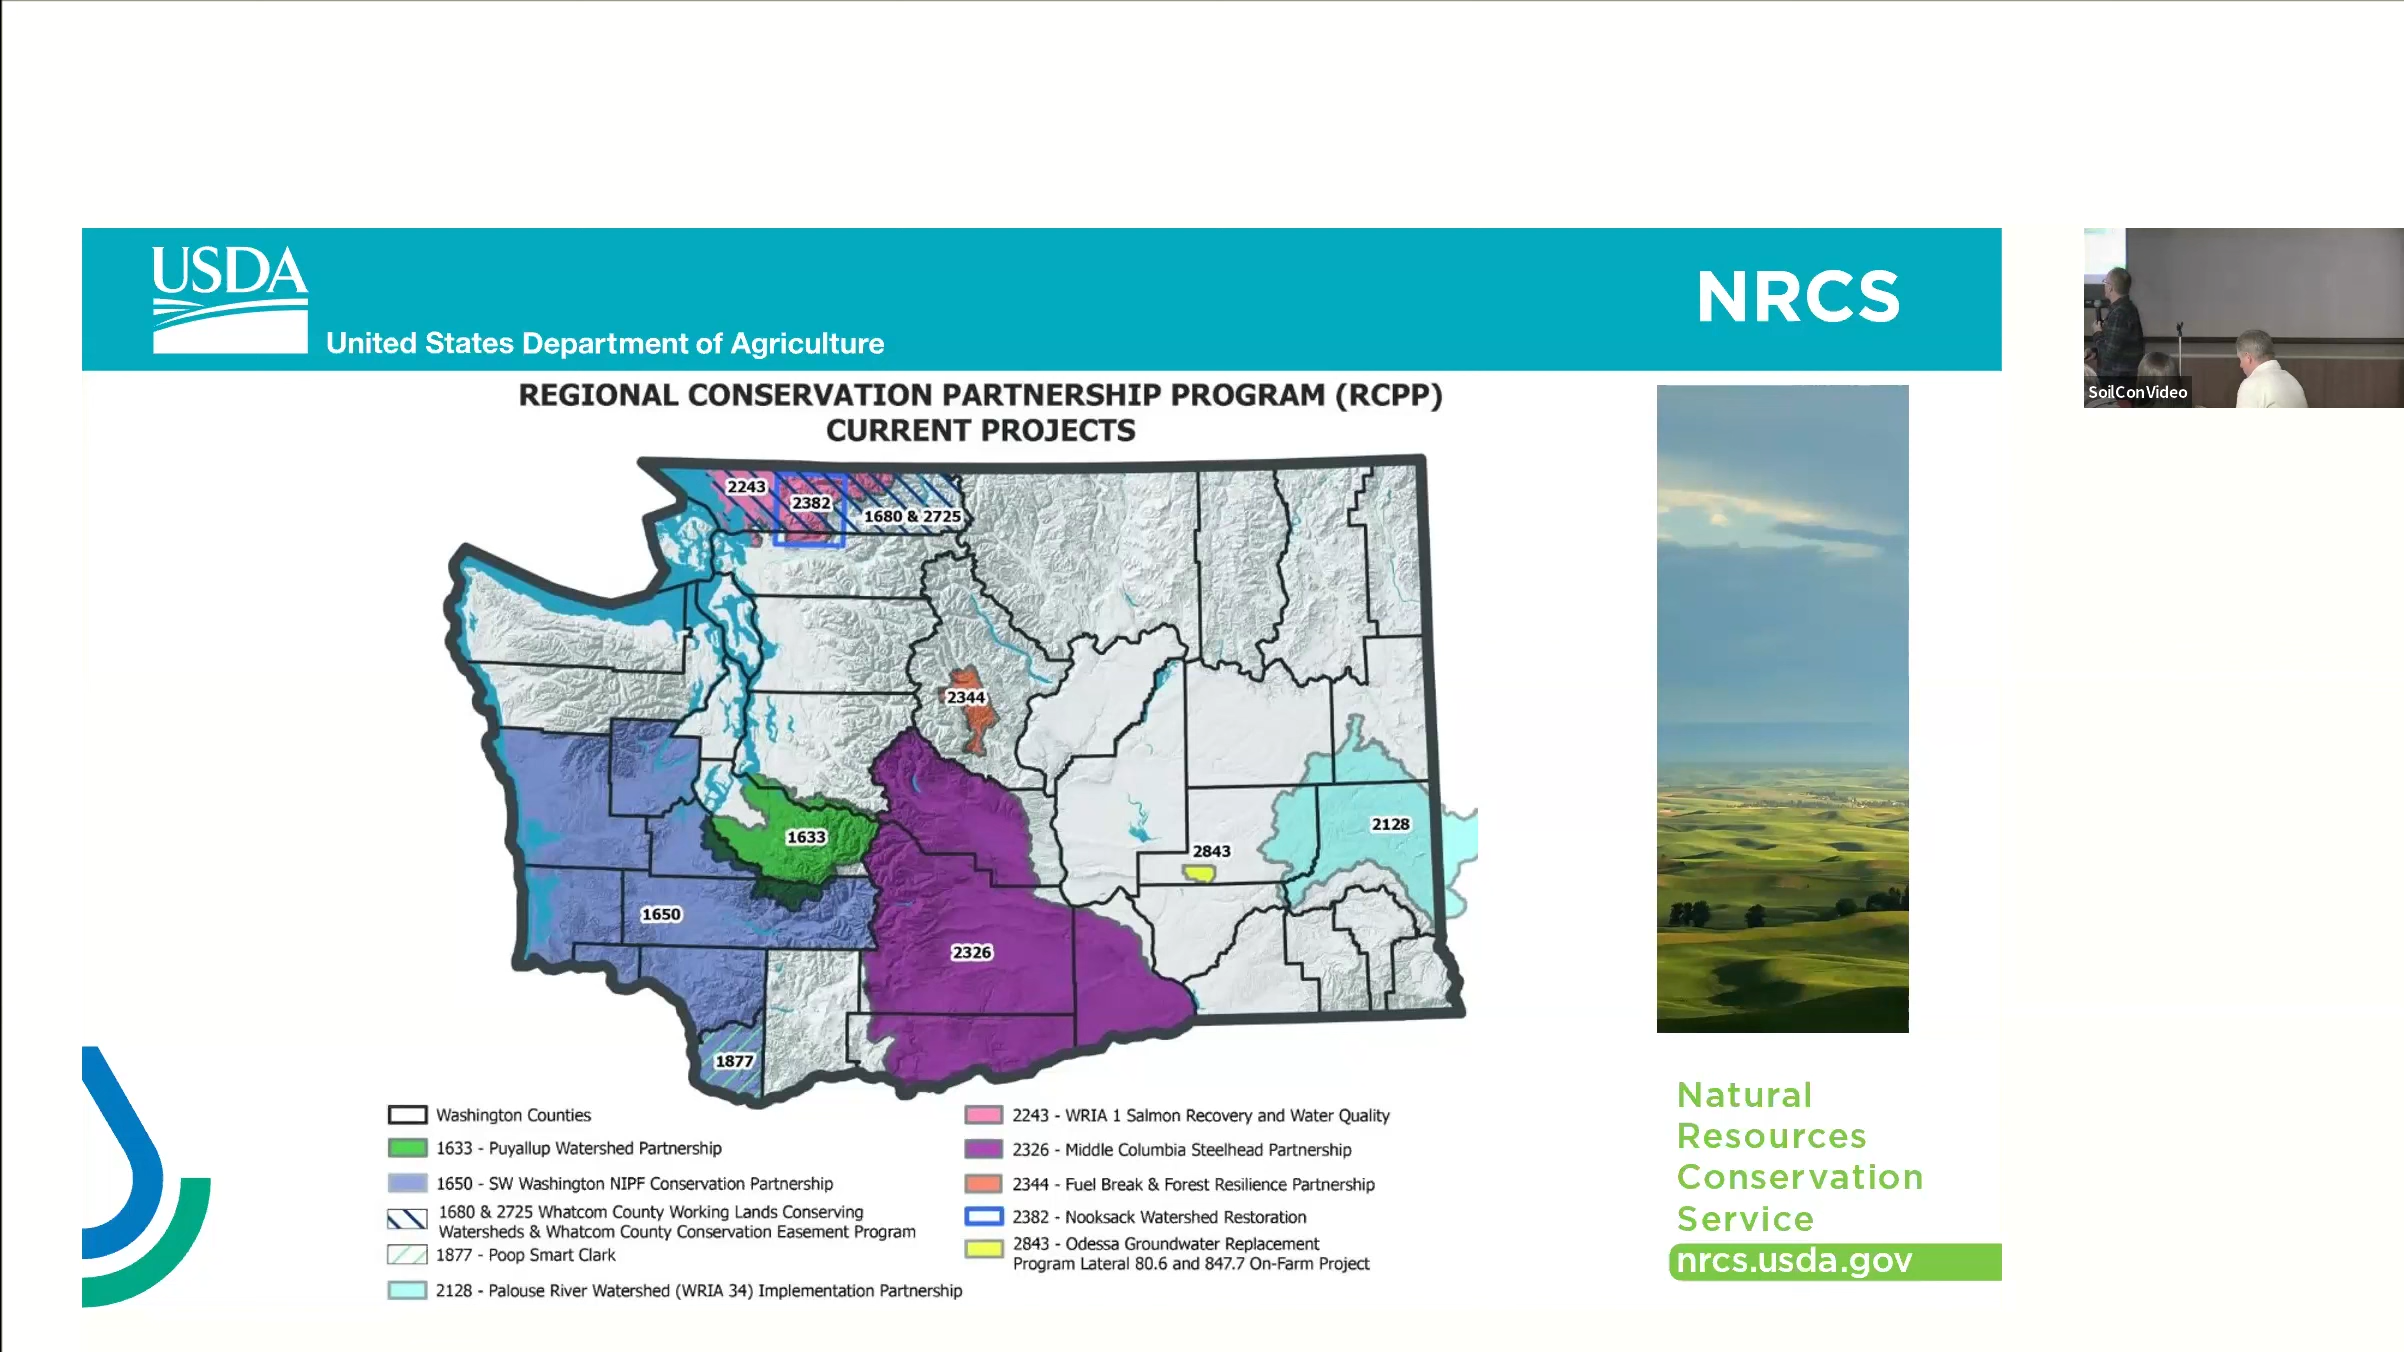 USDA
United States Department of Agriculture
NRCS
REGIONAL CONSERVATION PARTNERSHIP PROGRAM (RCPP)
CURRENT PROJECTS
2243
2382
1680 & 2725
2344
1633
2843
2128
1650
2326
1877
Washington Counties
1633 - Puyallup Watershed Partnership
1650 - SW Washington NIPF Conservation Partnership
1680 & 2725 Whatcom County Working Lands Conserving
Watersheds & Whatcom County Conservation Easement Program
1877 - Poop Smart Clark
2128 - Palouse River Watershed (WRIA 34) Implementation Partnership
2243 - WRIA 1 Salmon Recovery and Water Quality
2326 - Middle Columbia Steelhead Partnership
2344 - Fuel Break & Forest Resilience Partnership
2382 - Nooksack Watershed Restoration
2843 - Odessa Groundwater Replacement
Program Lateral 80.6 and 847.7 On-Farm Project
Natural
Resources
Conservation
Service
nrcs.usda.gov
SoilCon Video